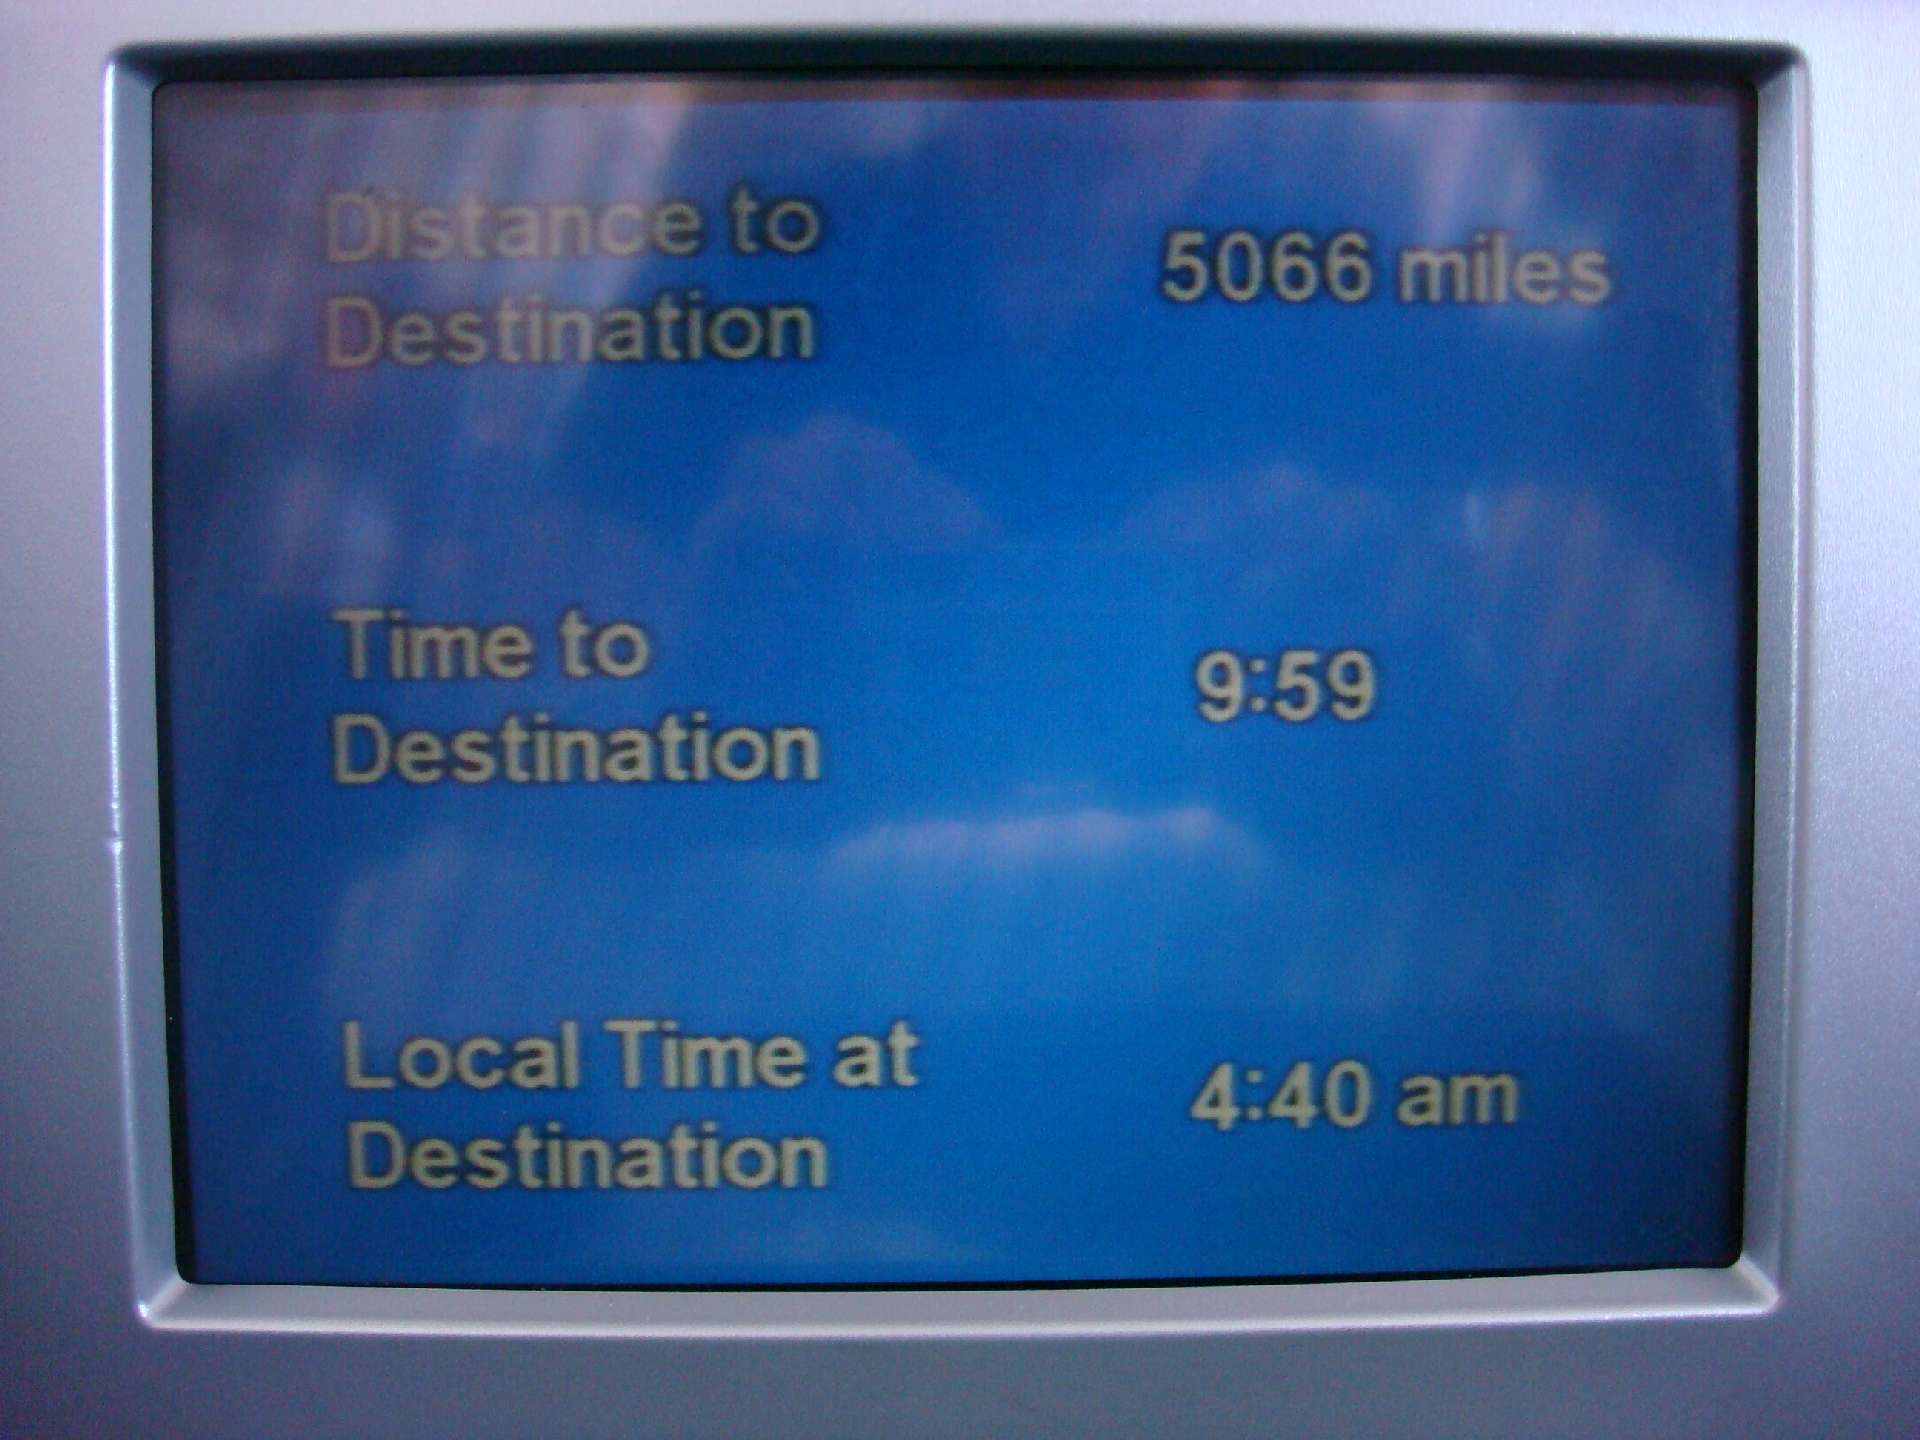 Distance to
Destination
5066 miles
Time to
Destination
9:59
Local Time at
Destination
4:40 am